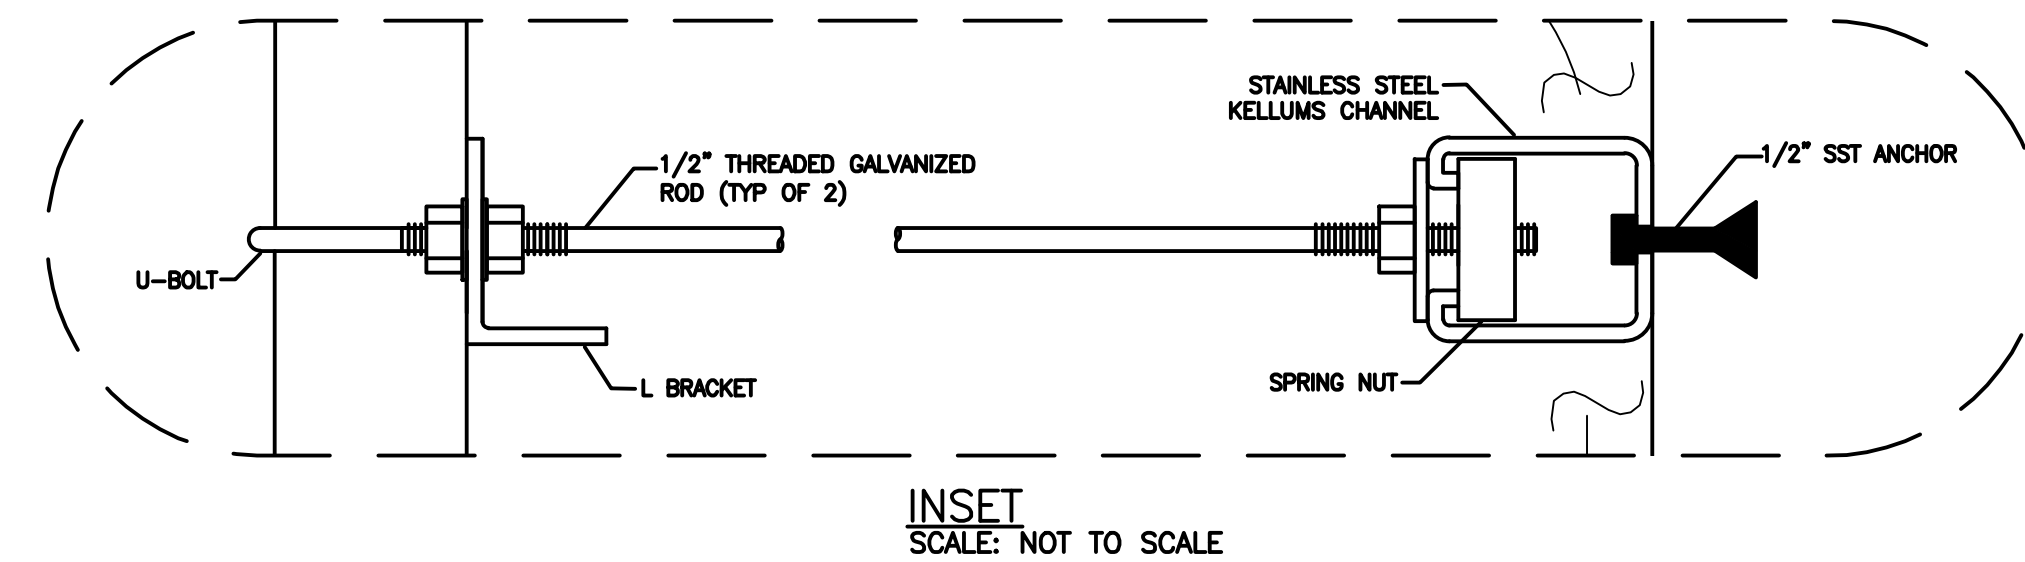 STAINLESS STEEL
KELLUMS CHANNEL
1/2" THREADED GALVANIZED
ROD (TYP OF 2)
1/2" SST ANCHOR
U-BOLT
L BRACKET
SPRING NUT
INSET
SCALE: NOT TO SCALE